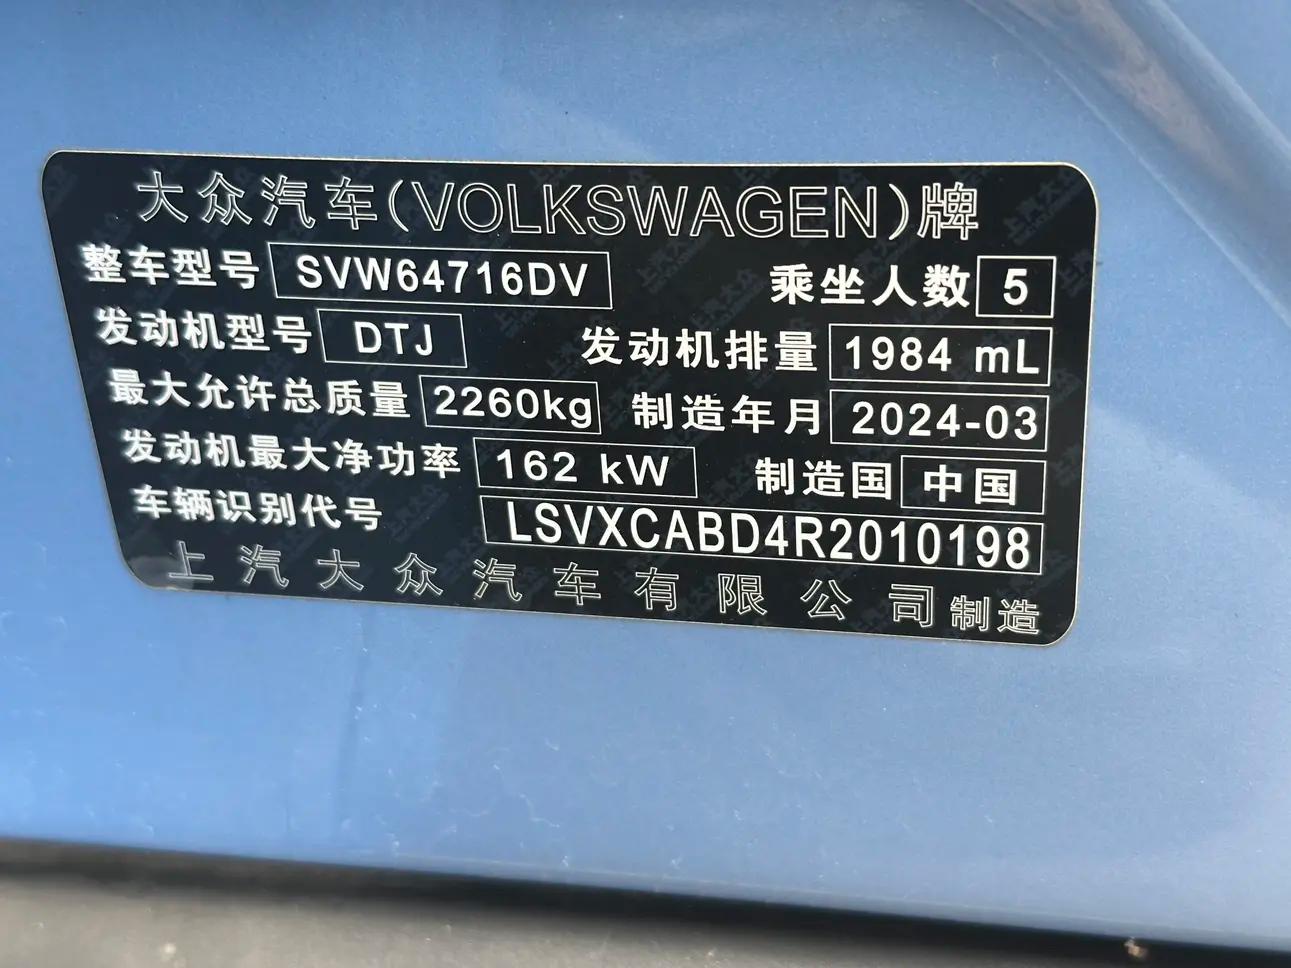 大众汽车(VOLKSWAGEN)牌
整车型号 SVW64716DV 乘坐人数 5
发动机型号 DTJ 发动机排量 1984 mL
最大允许总质量 2260kg 制造年月 2024-03
发动机最大净功率 162 kW 制造国 中国
车辆识别代号 LSVXCABD4R2010198
上汽大众汽车有限公司制造